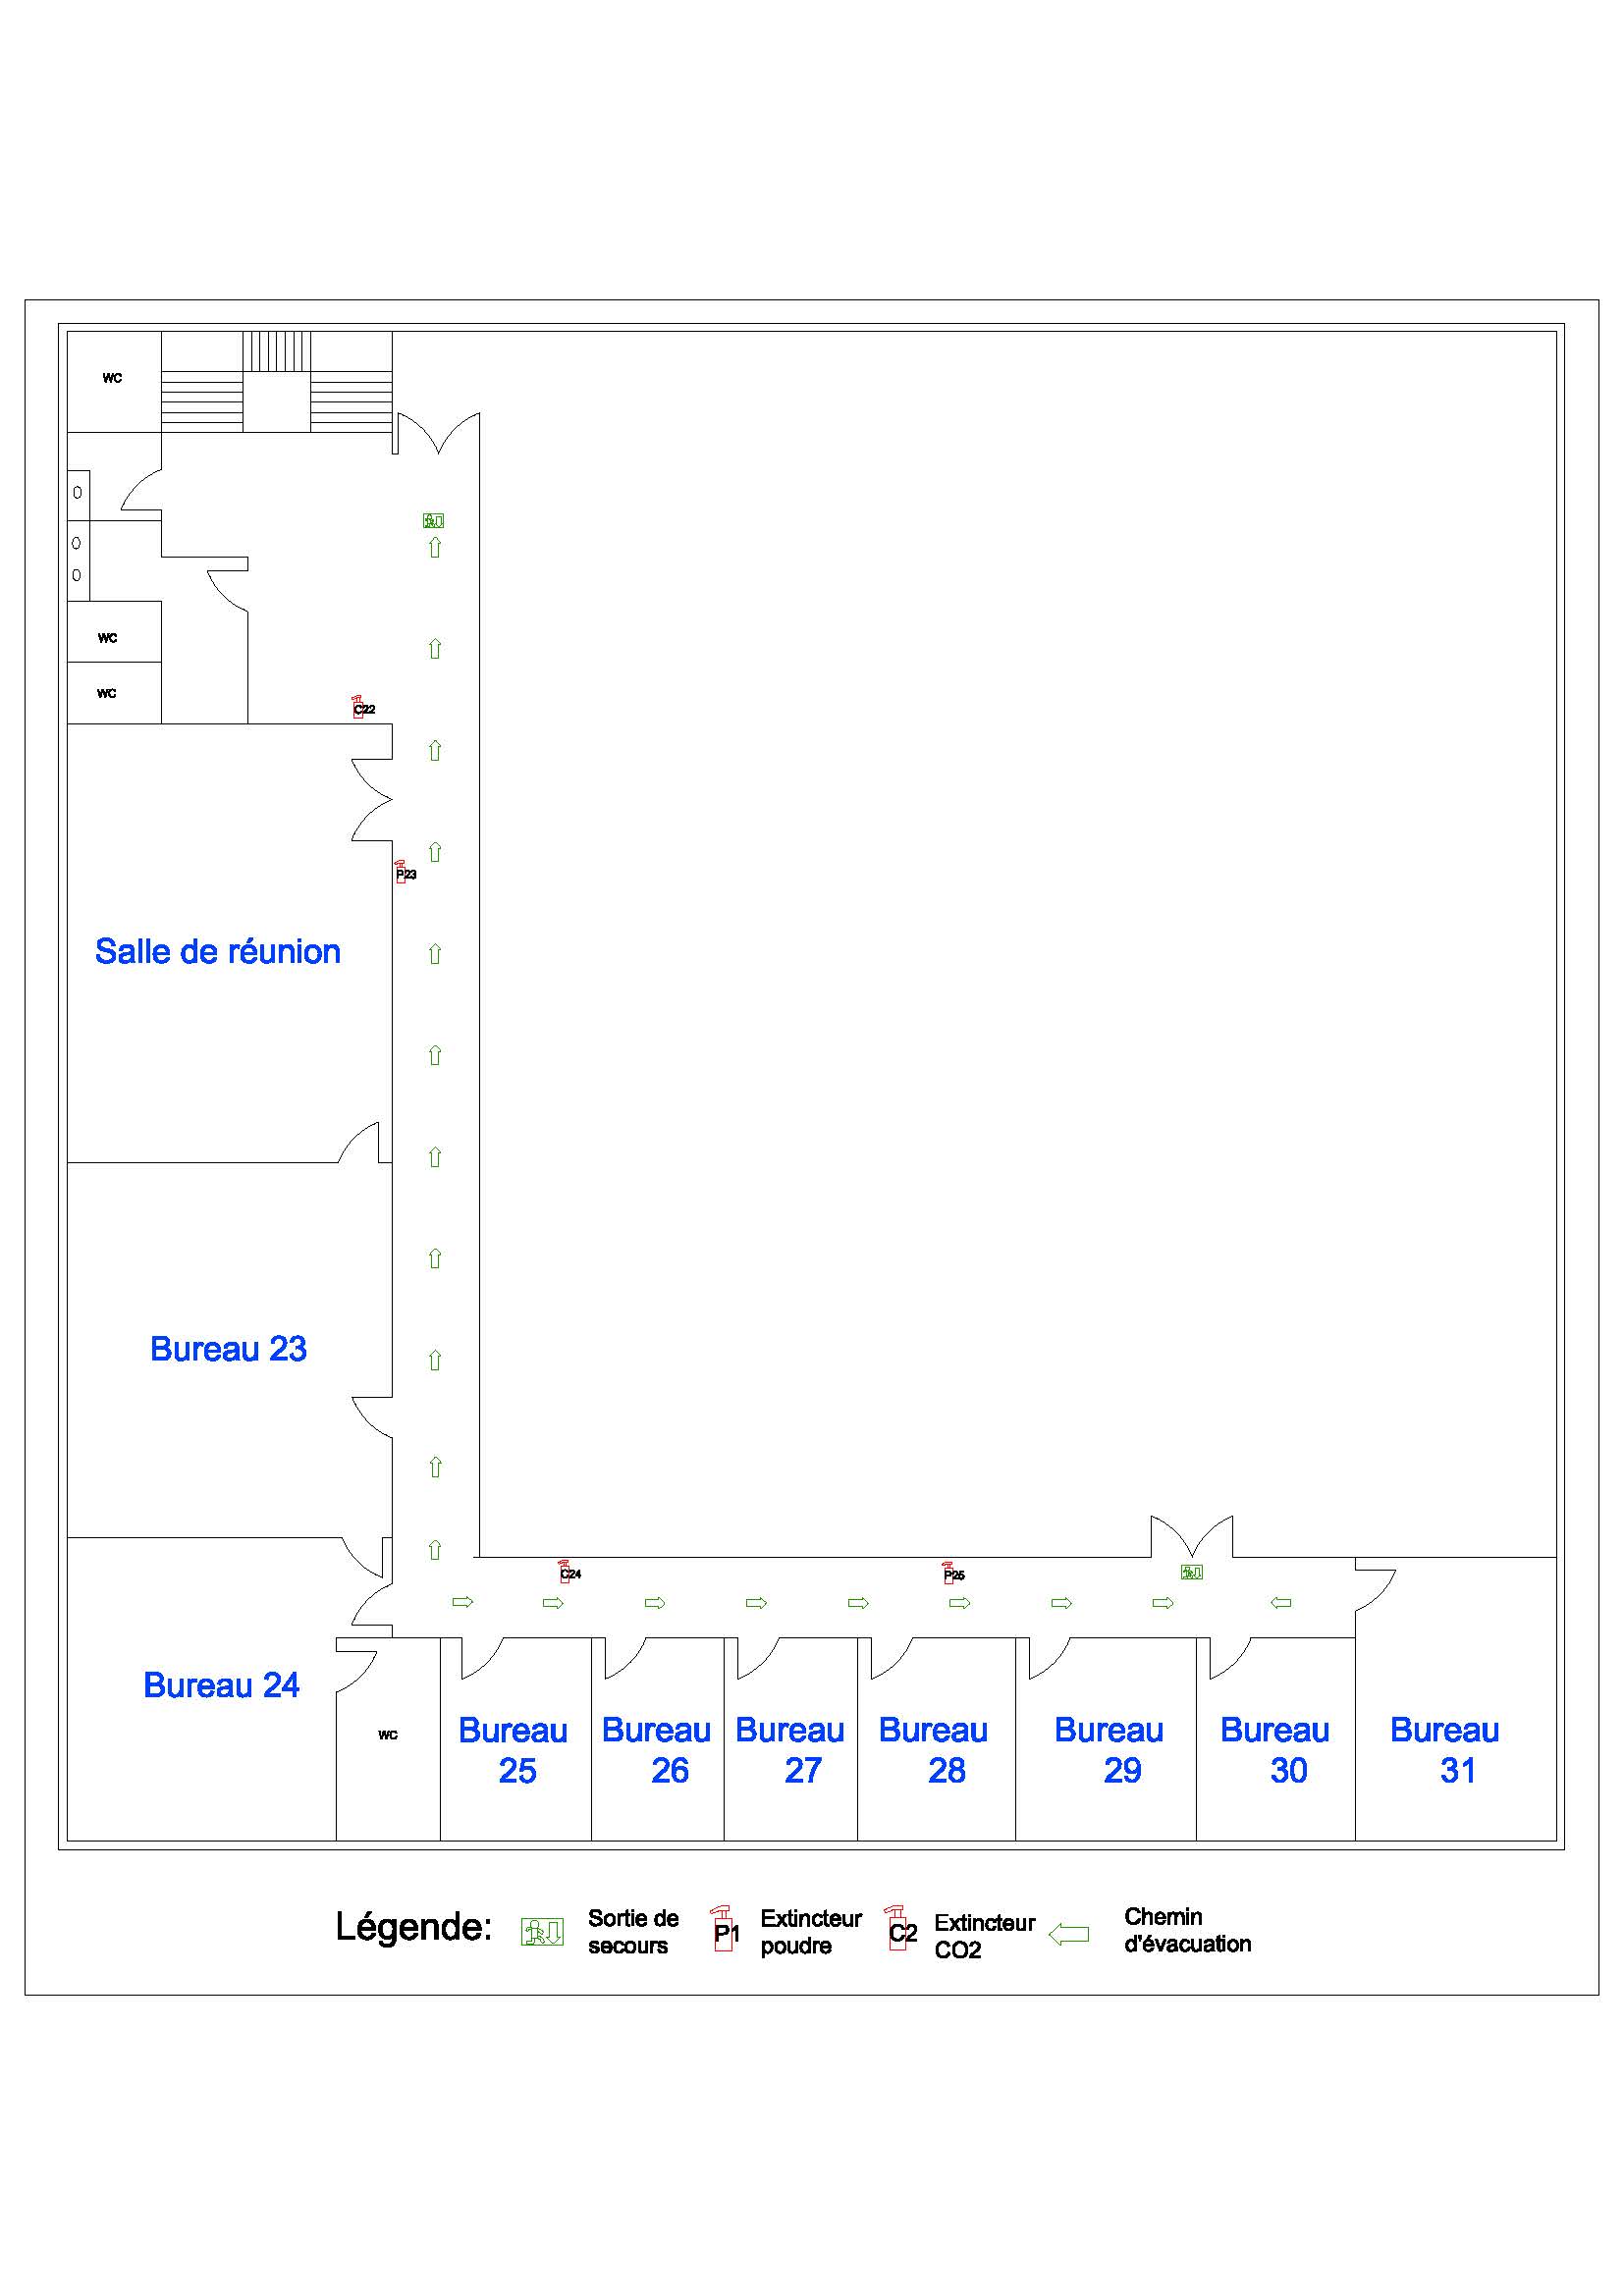 WC
WC
WC
C22
P23
Salle de réunion
Bureau 23
Bureau 24
WC
C24
P25
Bureau
25
Bureau
26
Bureau
27
Bureau
28
Bureau
29
Bureau
30
Bureau
31
Légende:
Sortie de
secours
P1
Extincteur
poudre
C2
Extincteur
CO2
Chemin
d'évacuation